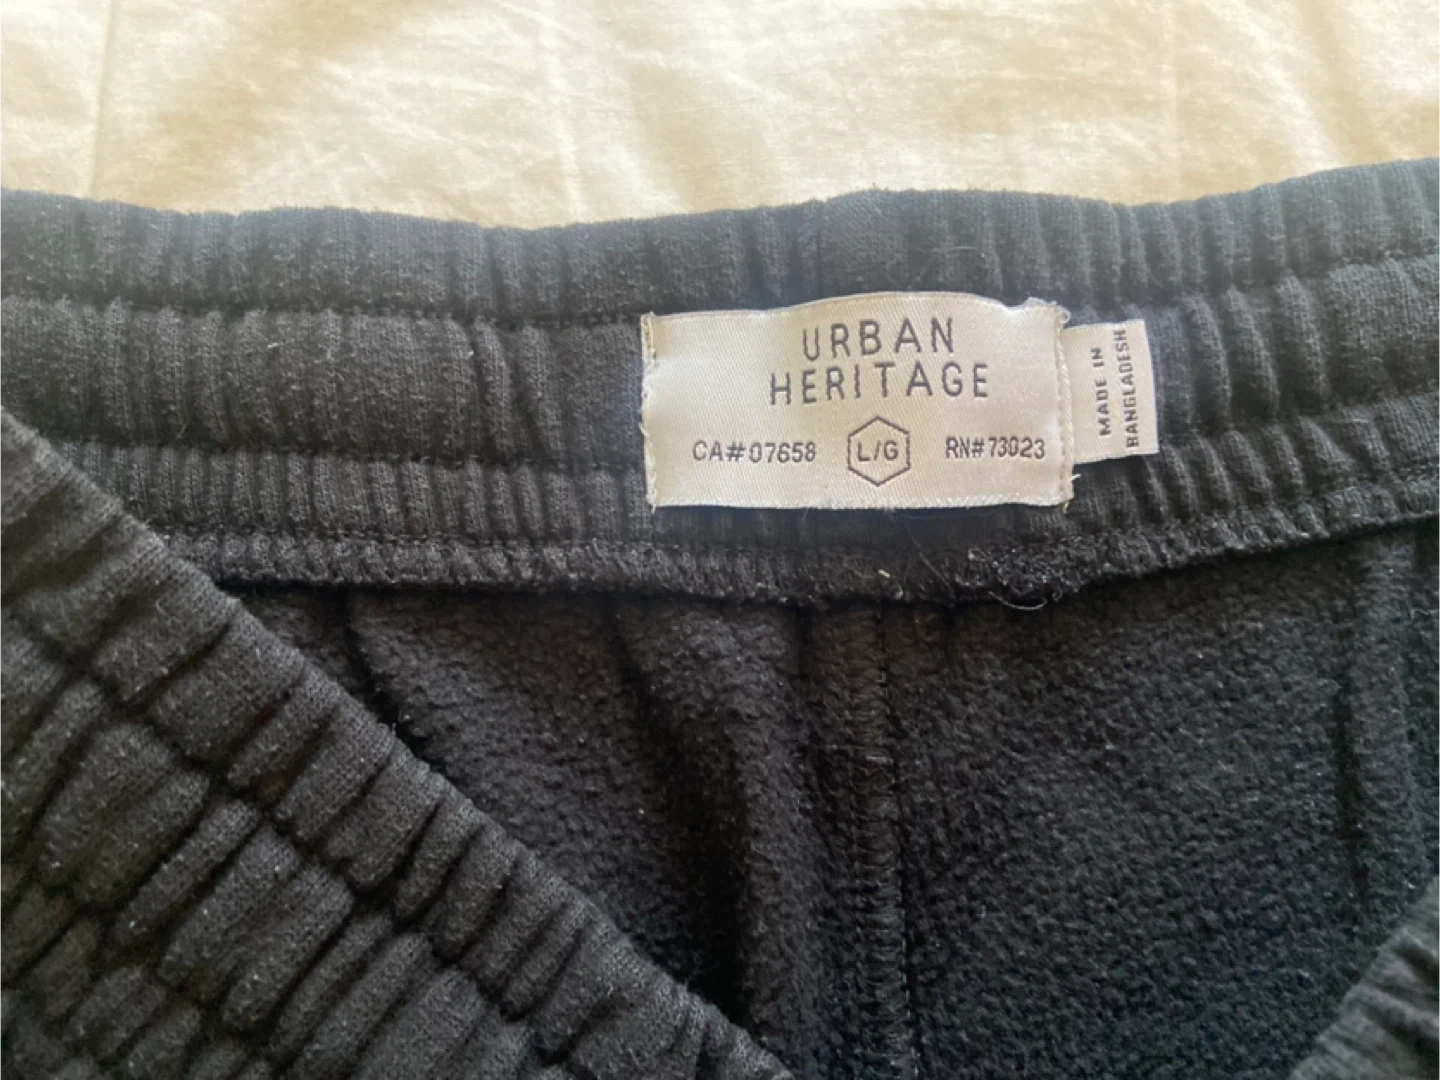 URBAN
HERITAGE
CA# 07658 L/G RN# 73023
MADE IN
BANGLADESH